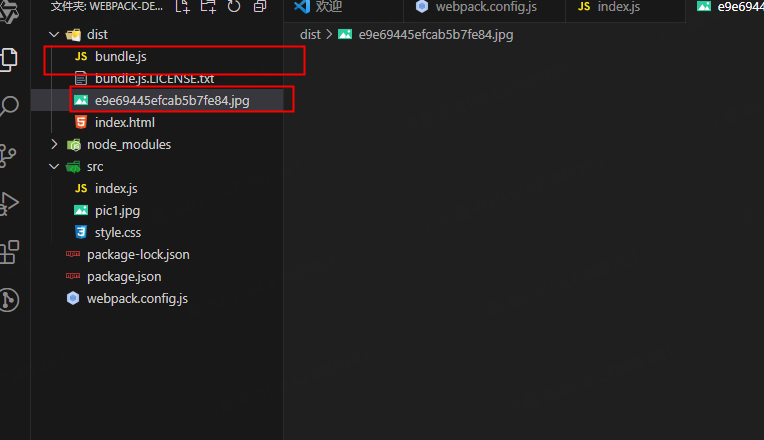 文件夹: WEBPACK-DE...
dist
JS bundle.js
bundle.js.LICENSE.txt
e9e69445efcab5b7fe84.jpg
index.html
node_modules
src
JS index.js
pic1.jpg
style.css
package-lock.json
package.json
webpack.config.js
欢迎
webpack.config.js
JS index.js
e9e69
dist > e9e69445efcab5b7fe84.jpg